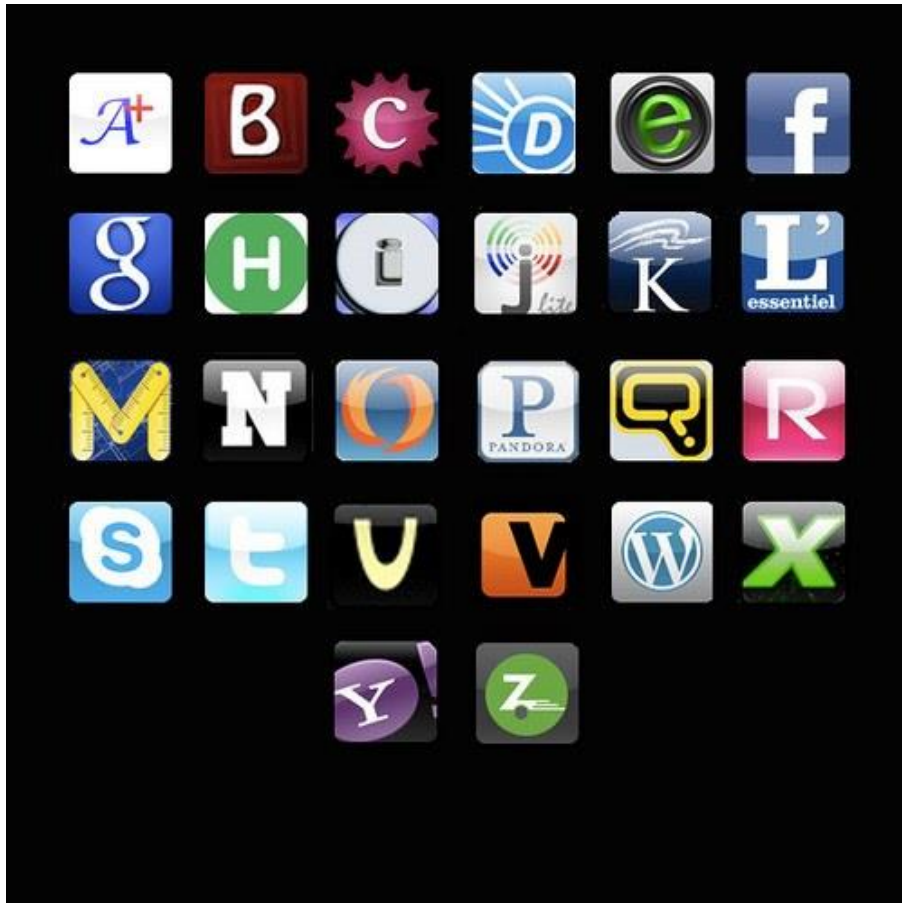 A+ B C D e f
g H i j lite K L'essentiel
M N O P PANDORA Q R
S t U V W X
Y! Z